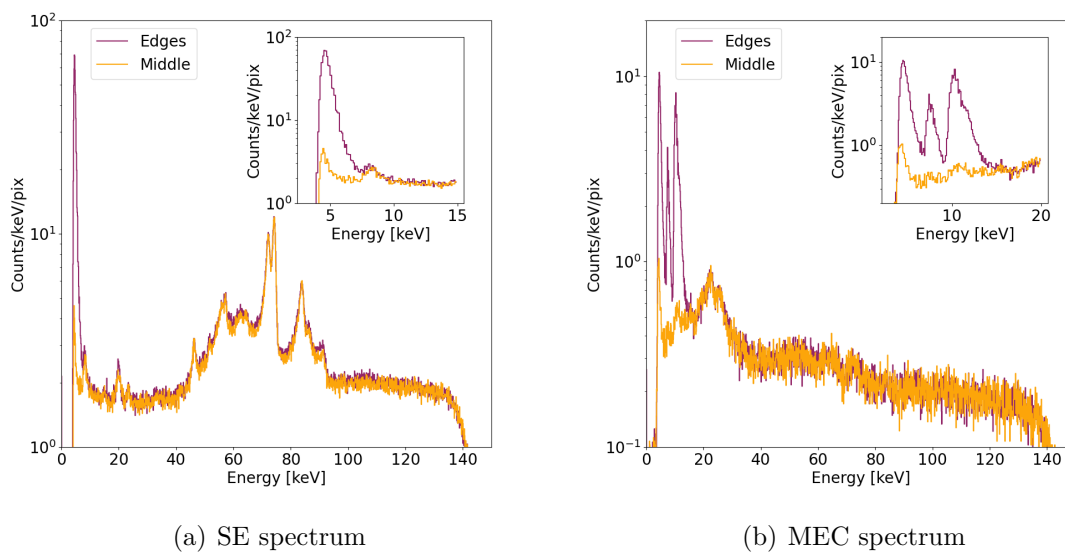 10²
10¹
10⁰
Counts/keV/pix
0 20 40 60 80 100 120 140
Energy [keV]
Edges
Middle
10²
10¹
10⁰
Counts/keV/pix
5 10 15
Energy [keV]
(a) SE spectrum
10¹
10⁰
10⁻¹
Counts/keV/pix
0 20 40 60 80 100 120 140
Energy [keV]
Edges
Middle
10¹
10⁰
Counts/keV/pix
10 20
Energy [keV]
(b) MEC spectrum